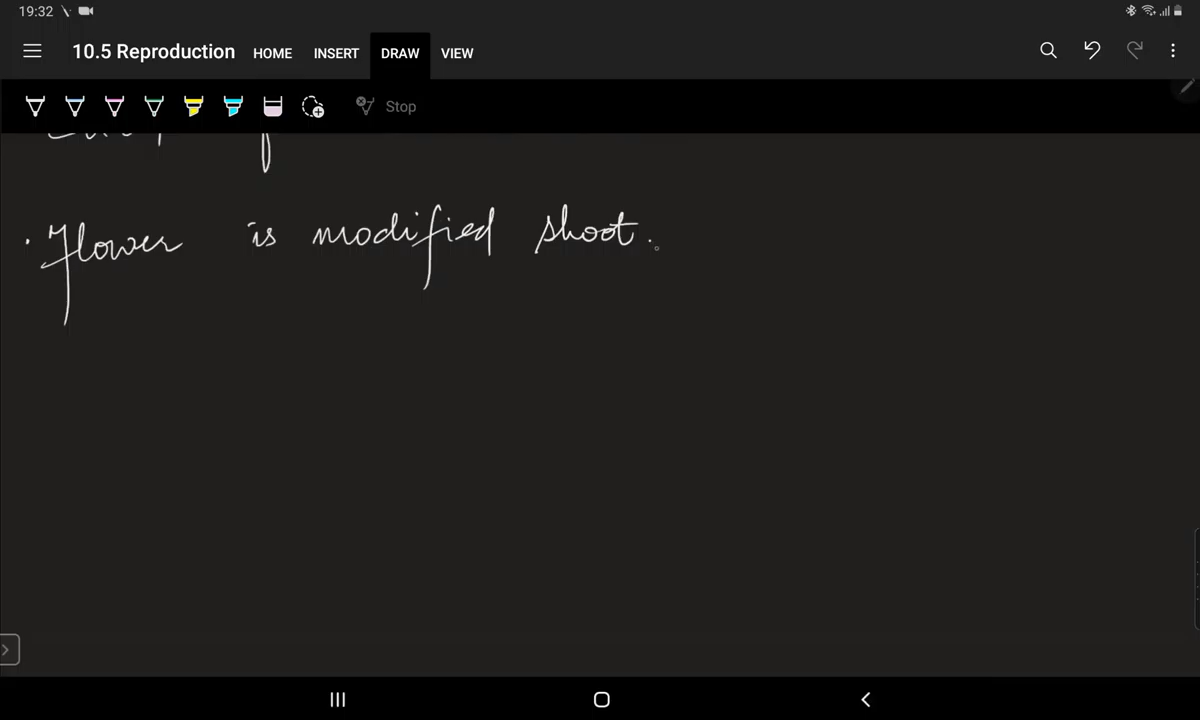 19:32
10.5 Reproduction HOME INSERT DRAW VIEW
Stop
· Flower is modified shoot.